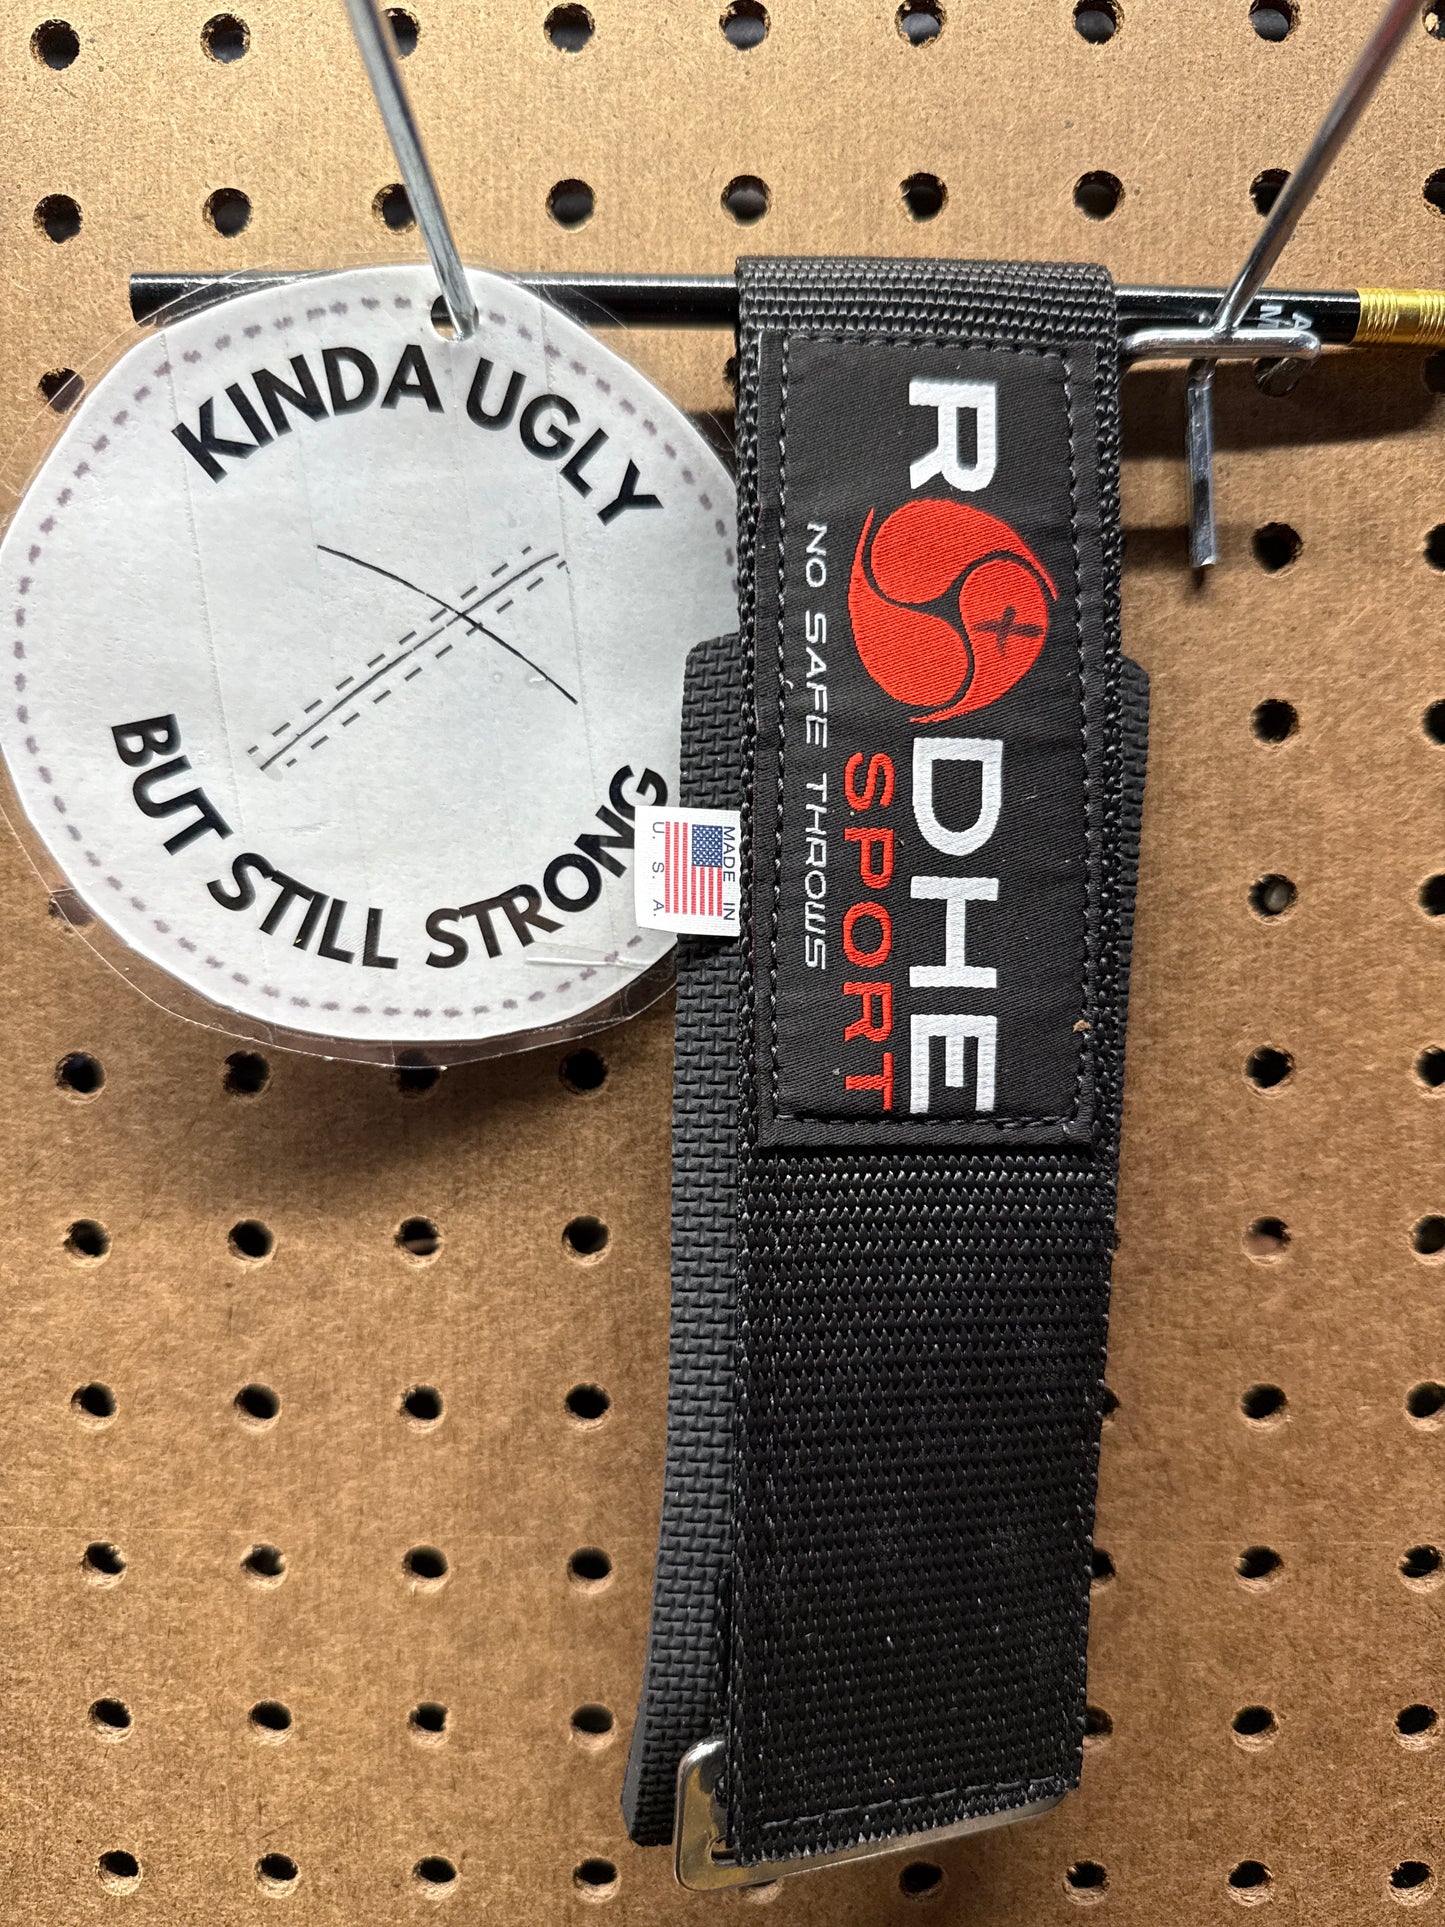 KINDA UGLY
BUT STILL STRONG
MADE IN
U. S. A.
RODHE
SPORT
NO SAFE THROWS